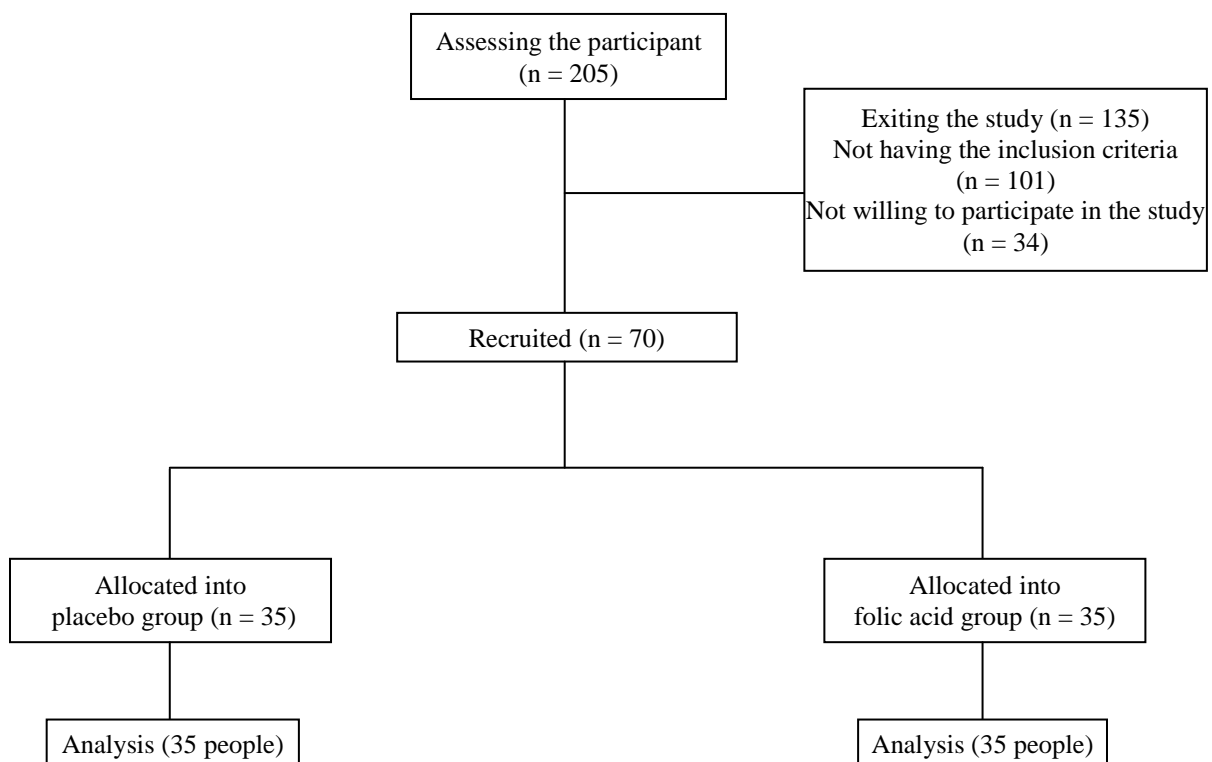 Assessing the participant
(n = 205)
Exiting the study (n = 135)
Not having the inclusion criteria
(n = 101)
Not willing to participate in the study
(n = 34)
Recruited (n = 70)
Allocated into
placebo group (n = 35)
Allocated into
folic acid group (n = 35)
Analysis (35 people)
Analysis (35 people)